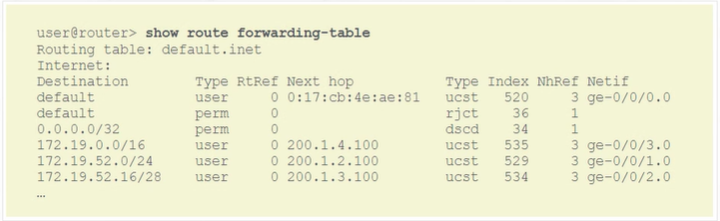 user@router> show route forwarding-table
Routing table: default.inet
Internet:
Destination Type RtRef Next hop Type Index NhRef Netif
default user 0 0:17:cb:4e:ae:81 ucst 520 3 ge-0/0/0.0
default perm 0 rjct 36 1
0.0.0.0/32 perm 0 dscd 34 1
172.19.0.0/16 user 0 200.1.4.100 ucst 535 3 ge-0/0/3.0
172.19.52.0/24 user 0 200.1.2.100 ucst 529 3 ge-0/0/1.0
172.19.52.16/28 user 0 200.1.3.100 ucst 534 3 ge-0/0/2.0
…